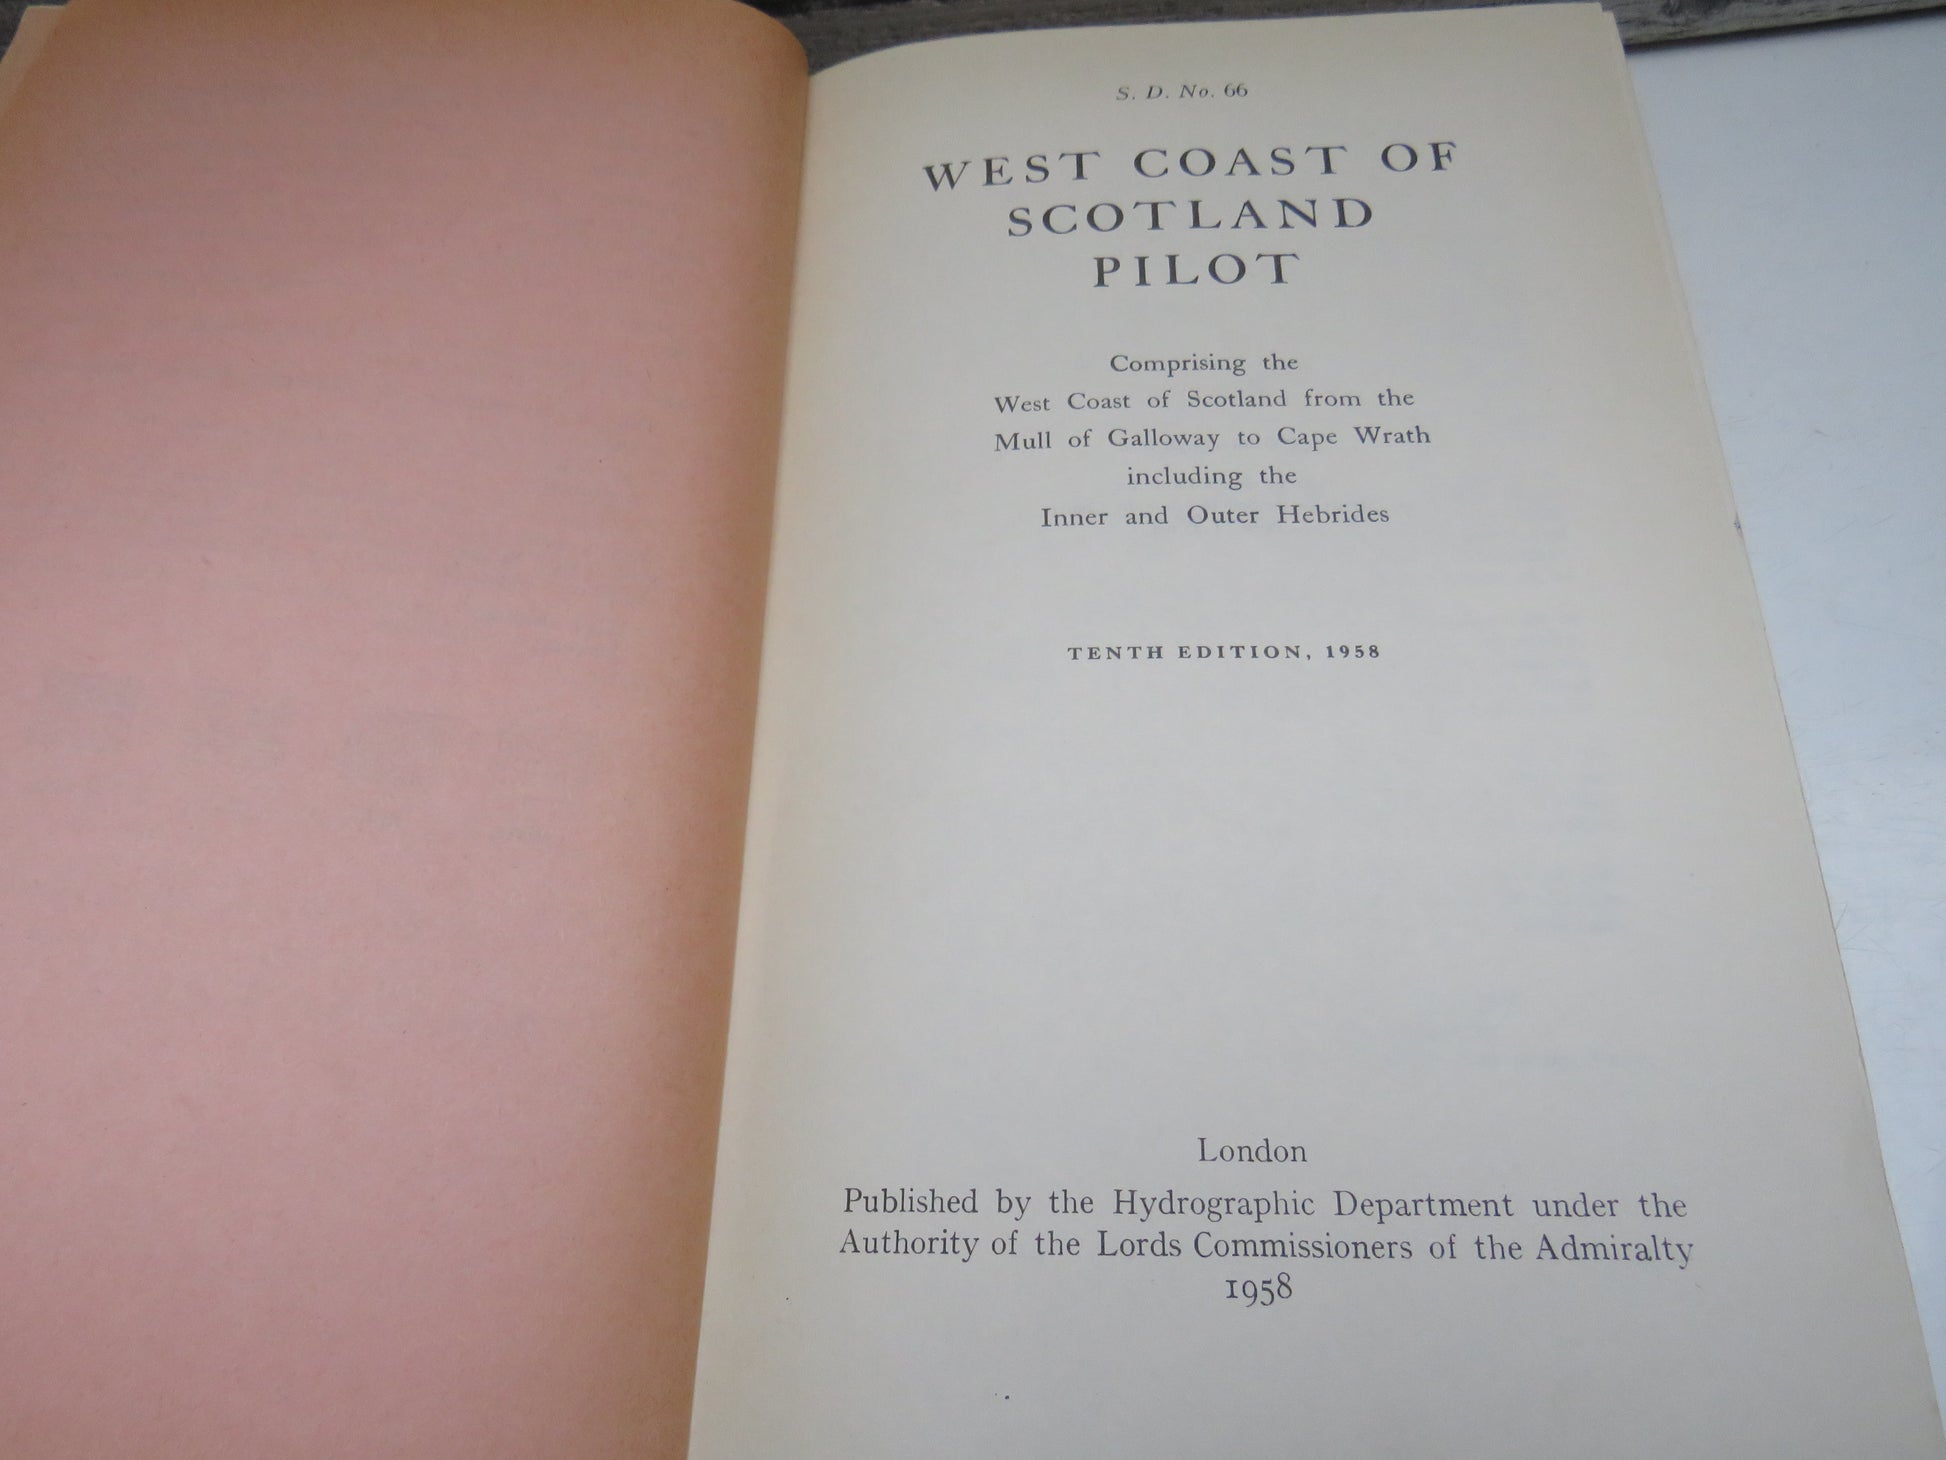 S. D. No. 66
WEST COAST OF
SCOTLAND
PILOT
Comprising the
West Coast of Scotland from the
Mull of Galloway to Cape Wrath
including the
Inner and Outer Hebrides
TENTH EDITION, 1958
London
Published by the Hydrographic Department under the
Authority of the Lords Commissioners of the Admiralty
1958